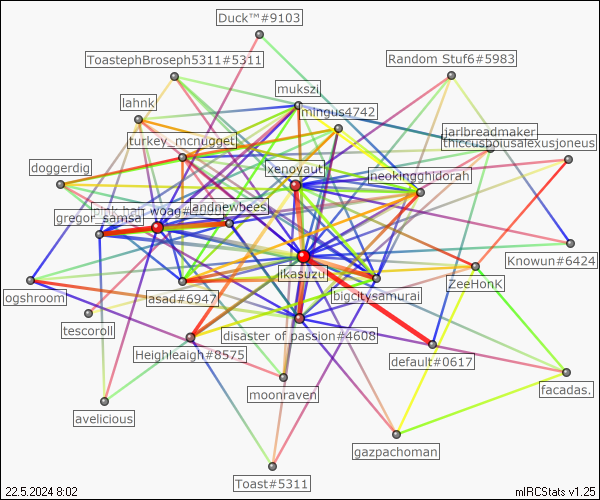 Duck™#9103
ToastephBroseph5311#5311
Random Stuf6#5983
mukszi
lahnk
mingus4742
jarlbreadmaker
turkey_mcnugget
thiccusbousalexusjoneus
xenoyaut
doggerdig
neokingghidorah
andnewbees
gregor_samsa
woag#
Knowun#6424
ikasuzu
ZeeHonK
ogshroom
asad#6947
bigcitysamurai
tescoroll
disaster of passion#4608
Heighleaigh#8575
default#0617
moonraven
facadas.
avelicious
gazpachoman
Toast#5311
22.5.2024 8:02
mIRCStats v1.25